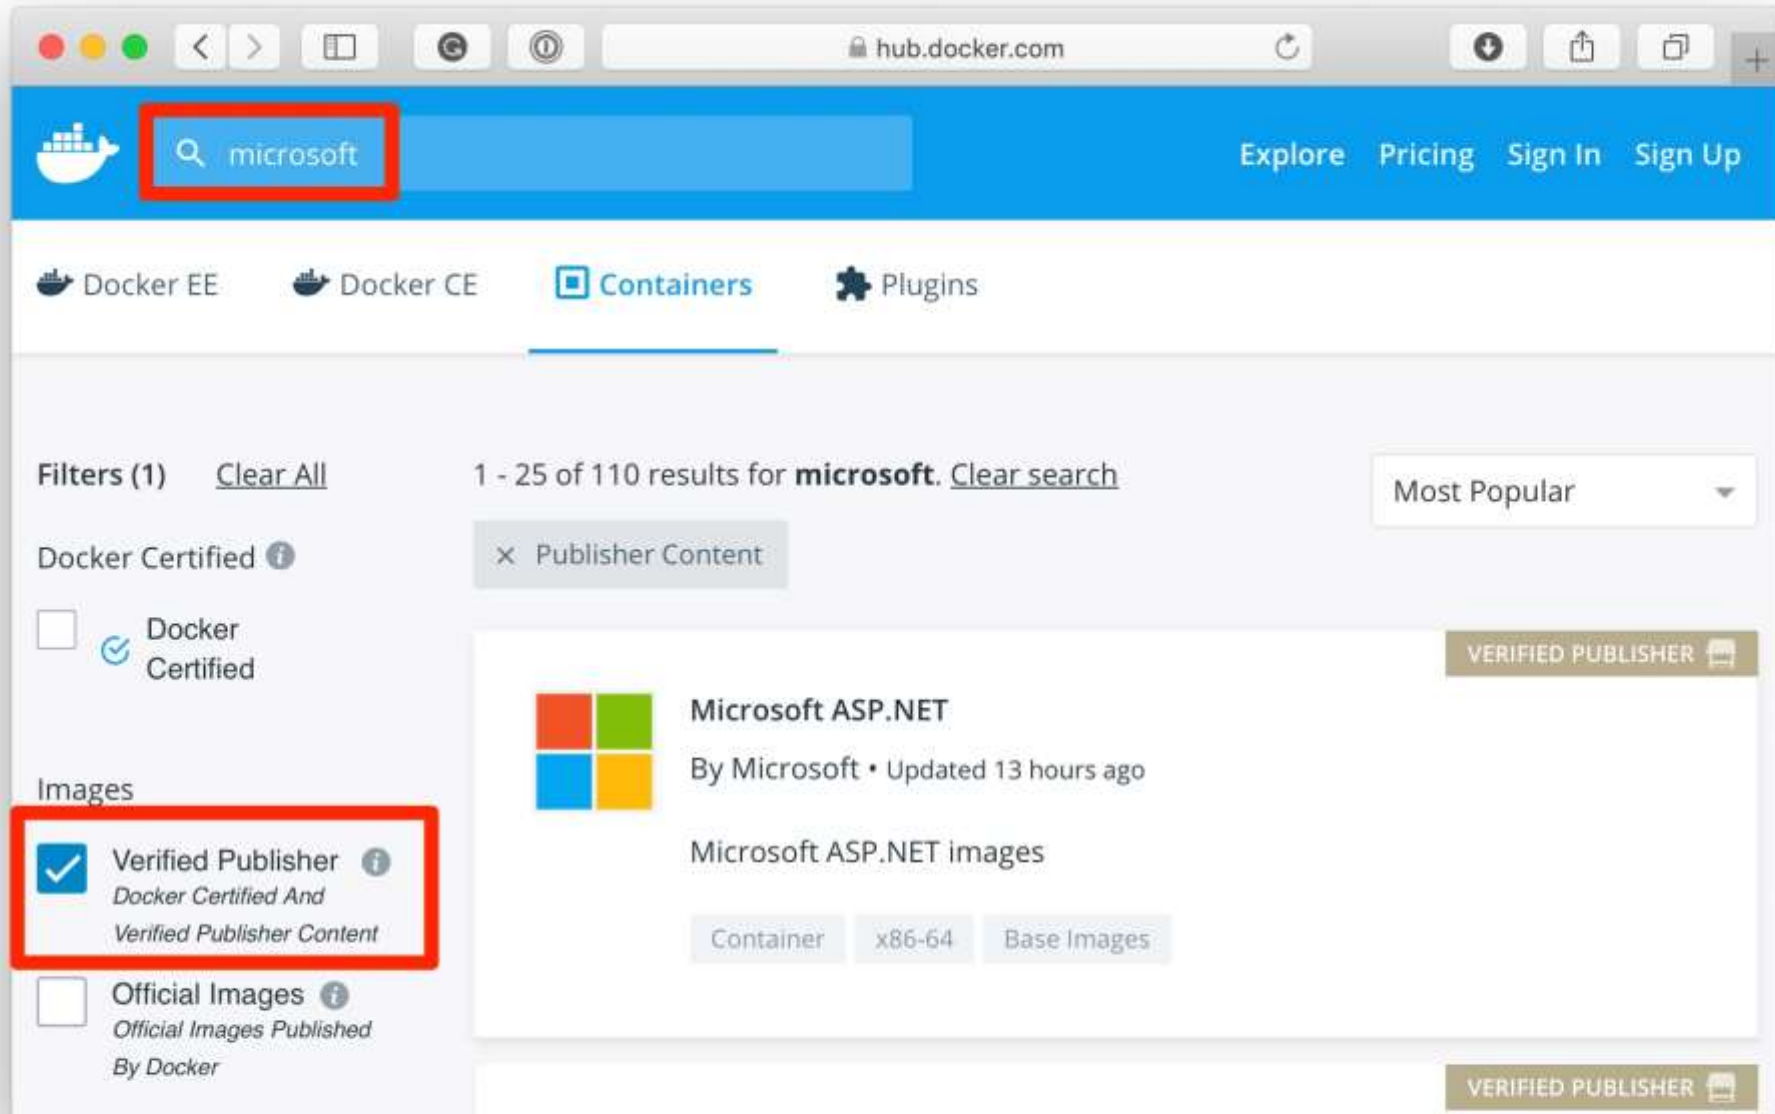 hub.docker.com
microsoft
Explore Pricing Sign In Sign Up
Docker EE Docker CE Containers Plugins
Filters (1) Clear All
1 - 25 of 110 results for microsoft. Clear search
Most Popular
Docker Certified
Publisher Content
Docker
Certified
VERIFIED PUBLISHER
Microsoft ASP.NET
By Microsoft • Updated 13 hours ago
Images
Microsoft ASP.NET images
Verified Publisher
Docker Certified And
Verified Publisher Content
Container x86-64 Base Images
Official Images
Official Images Published
By Docker
VERIFIED PUBLISHER